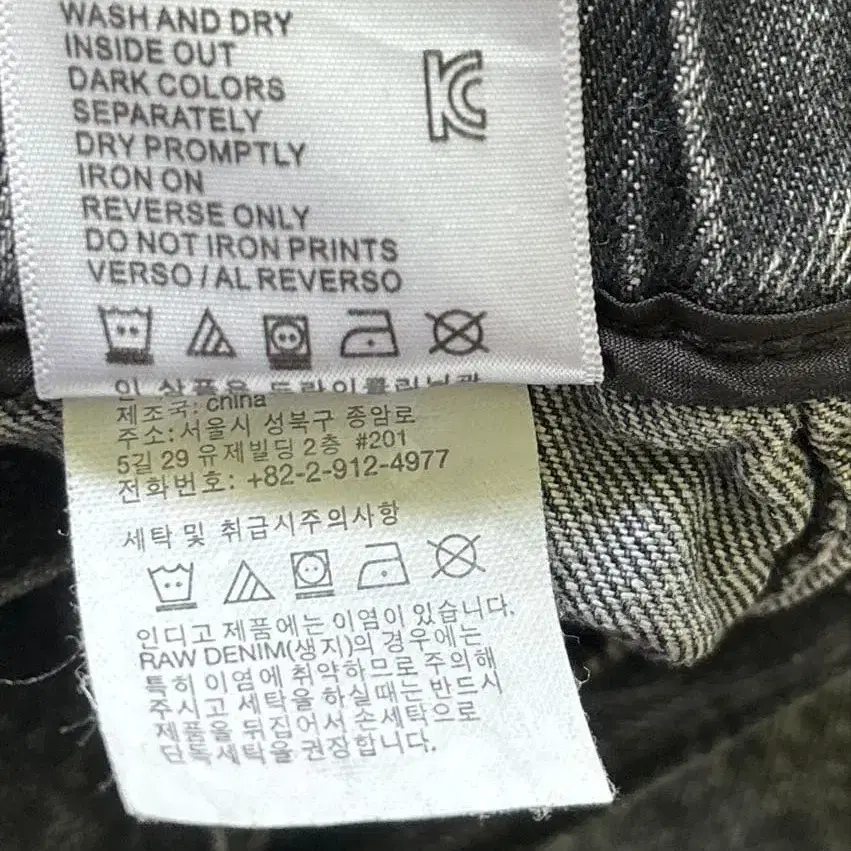 WASH AND DRY
INSIDE OUT
DARK COLORS
SEPARATELY
DRY PROMPTLY
IRON ON
REVERSE ONLY
DO NOT IRON PRINTS
VERSO / AL REVERSO
KC
제조국: china
주소: 서울시 성북구 종암로
5길 29 유제빌딩 2층 #201
전화번호: +82-2-912-4977
세탁 및 취급시주의사항
인디고 제품에는 이염이 있습니다.
RAW DENIM(생지)의 경우에는
특히 이염에 취약하므로 주의해
주시고 세탁을 하실때는 반드시
제품을 뒤집어서 손세탁으로
단독세탁을 권장합니다.